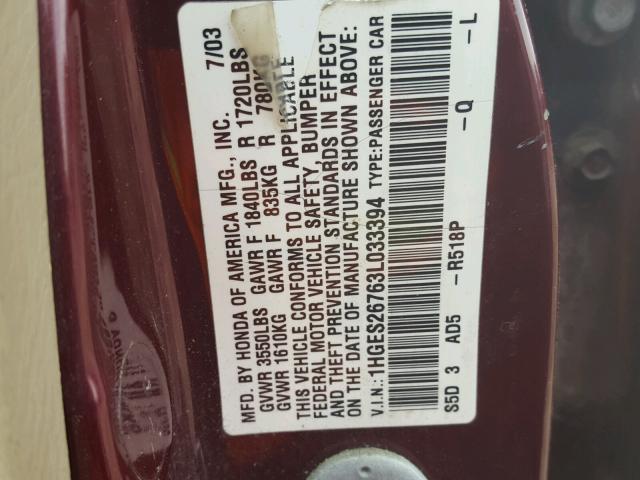 MFD. BY HONDA OF AMERICA MFG., INC. 7/03
GVWR 3550LBS GAWR F 1840LBS R 1720LBS
GVWR 1610KG GAWR F 835KG R 780KG
THIS VEHICLE CONFORMS TO ALL APPLICABLE
FEDERAL MOTOR VEHICLE SAFETY, BUMPER
AND THEFT PREVENTION STANDARDS IN EFFECT
ON THE DATE OF MANUFACTURE SHOWN ABOVE:
V.I.N.: 1HGES26763L033394 TYPE:PASSENGER CAR
S5D 3 AD5 -R518P -Q -L